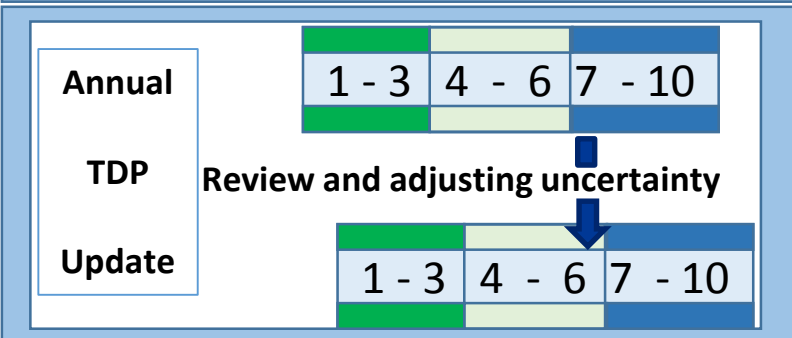 Annual
TDP
Update
1 - 3 4 - 6 7 - 10
Review and adjusting uncertainty
1 - 3 4 - 6 7 - 10